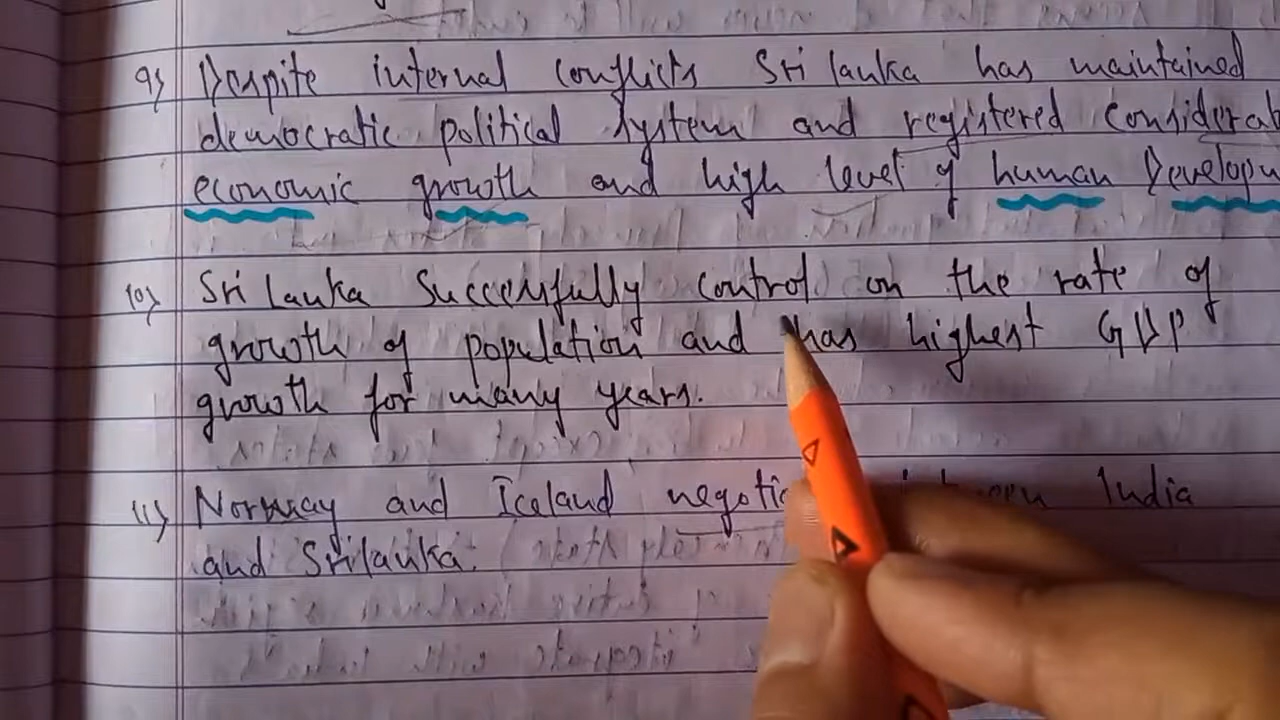 9) Despite internal conflicts Sri lanka has maintained
democratic political system and registered considerab
economic growth and high level of human Developm
10) Sri lanka Successfully control on the rate of
growth of population and has highest GDP
growth for many years.
11) Norway and Iceland India
and Srilanka.